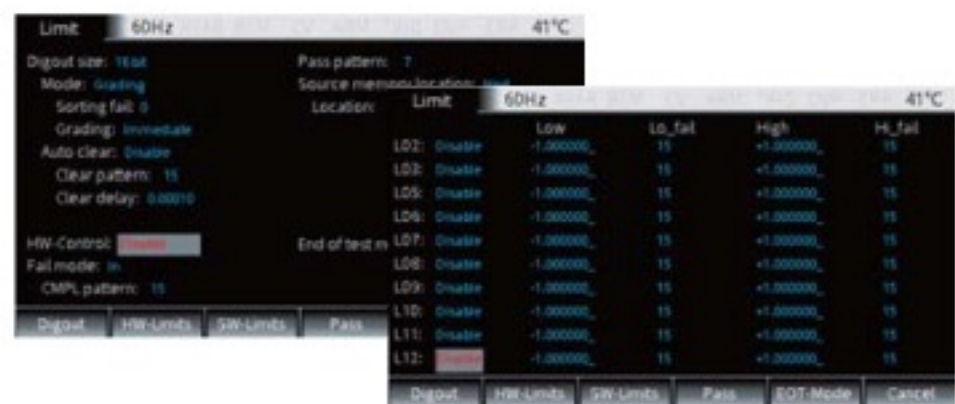 Limit 60Hz 41°C
Digout size: 16bit
Mode: Grading
Sorting fail: 0
Grading: Immediate
Auto clear: Disable
Clear pattern: 15
Clear delay: 0.00010
HW-Control: Disable
Fail mode: In
CMPL pattern: 15
Pass pattern: 7
Source memory location:
Location:
End of test m
Digout HW-Limits SW-Limits Pass
Limit 60Hz 41°C
Low Lo_fail High Hi_fail
L02: Disable -1.000000_ 15 +1.000000_ 15
L03: Disable -1.000000_ 15 +1.000000_ 15
L05: Disable -1.000000_ 15 +1.000000_ 15
L06: Disable -1.000000_ 15 +1.000000_ 15
L07: Disable -1.000000_ 15 +1.000000_ 15
L08: Disable -1.000000_ 15 +1.000000_ 15
L09: Disable -1.000000_ 15 +1.000000_ 15
L10: Disable -1.000000_ 15 +1.000000_ 15
L11: Disable -1.000000_ 15 +1.000000_ 15
L12: Disable -1.000000_ 15 +1.000000_ 15
Digout HW-Limits SW-Limits Pass EOT-Mode Cancel